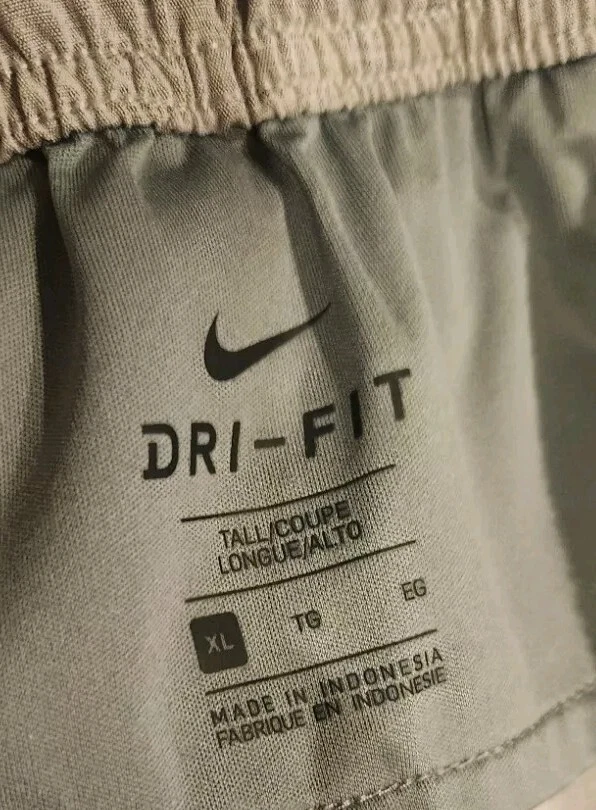 DRI-FIT
TALL/COUPE
LONGUE/ALTO
XL TG EG
MADE IN INDONESIA
FABRIQUE EN INDONESIE